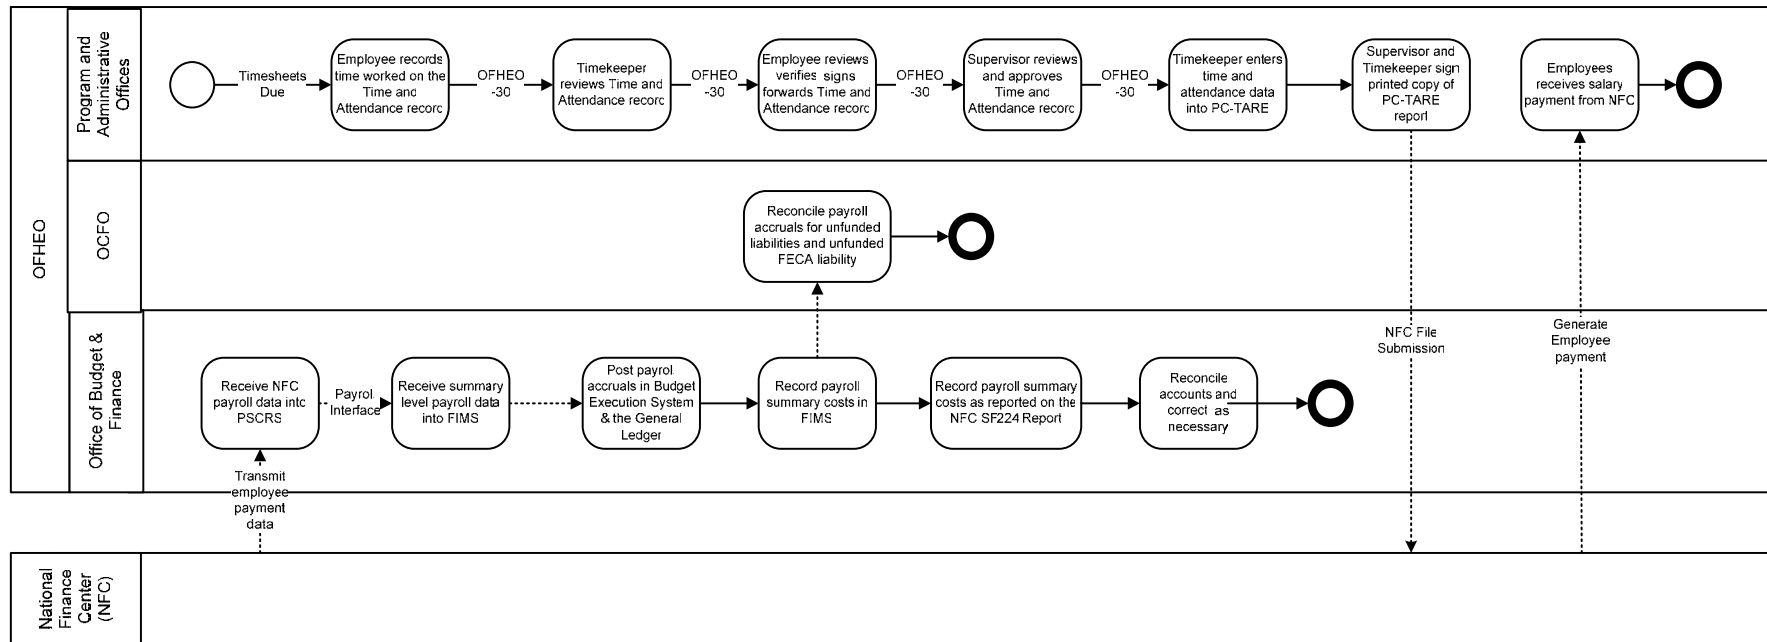 OFHEO
Program and
Administrative
Offices
Timesheets
Due
Employee records
time worked on the
Time and
Attendance record
OFHEO
-30
Timekeeper
reviews Time and
Attendance record
OFHEO
-30
Employee reviews
verifies signs
forwards Time and
Attendance record
OFHEO
-30
Supervisor reviews
and approves
Time and
Attendance record
OFHEO
-30
Timekeeper enters
time and
attendance data
into PC-TARE
Supervisor and
Timekeeper sign
printed copy of
PC-TARE
report
Employees
receives salary
payment from NFC
OCFO
Reconcile payroll
accruals for unfunded
liabilities and unfunded
FECA liability
Office of Budget &
Finance
Receive NFC
payroll data into
PSCRS
Payroll
Interface
Receive summary
level payroll data
into FIMS
Post payroll
accruals in Budget
Execution System
& the General
Ledger
Record payroll
summary costs in
FIMS
Record payroll summary
costs as reported on the
NFC SF224 Report
Reconcile
accounts and
correct as
necessary
NFC File
Submission
Generate
Employee
payment
Transmit
employee
payment
data
National
Finance
Center
(NFC)